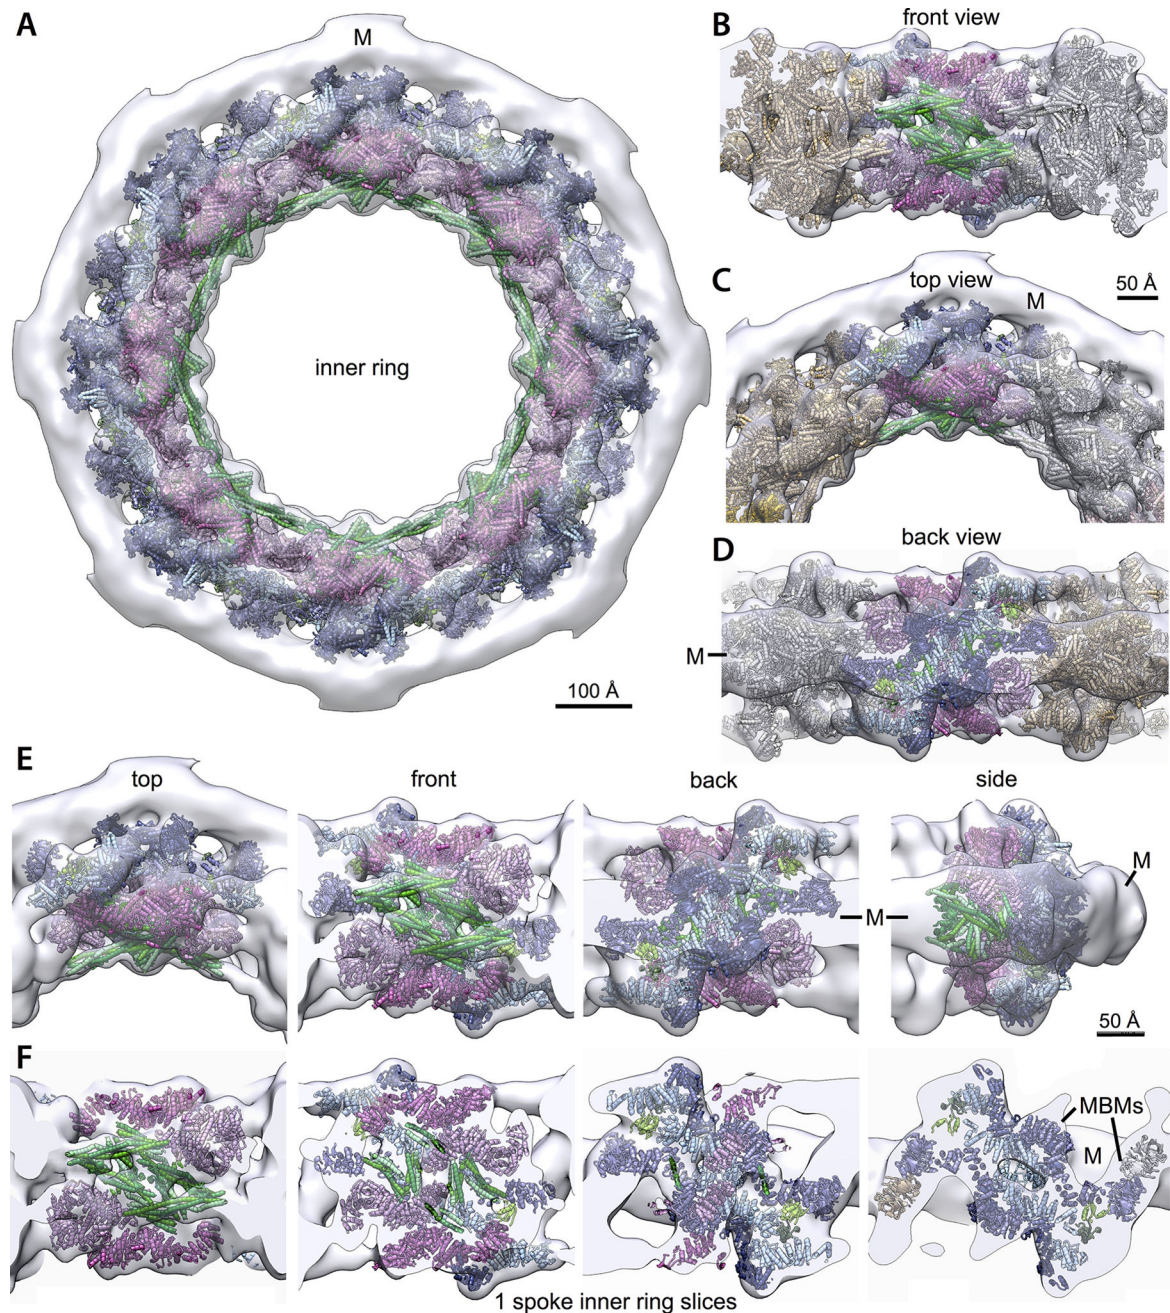 A
M
inner ring
100 Å
B
front view
C
top view
M
50 Å
D
back view
M
E
top
front
back
side
M
M
50 Å
F
MBMs
M
1 spoke inner ring slices